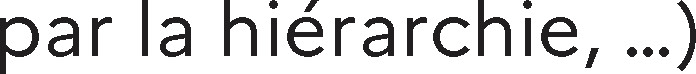 par la hiérarchie, ...)